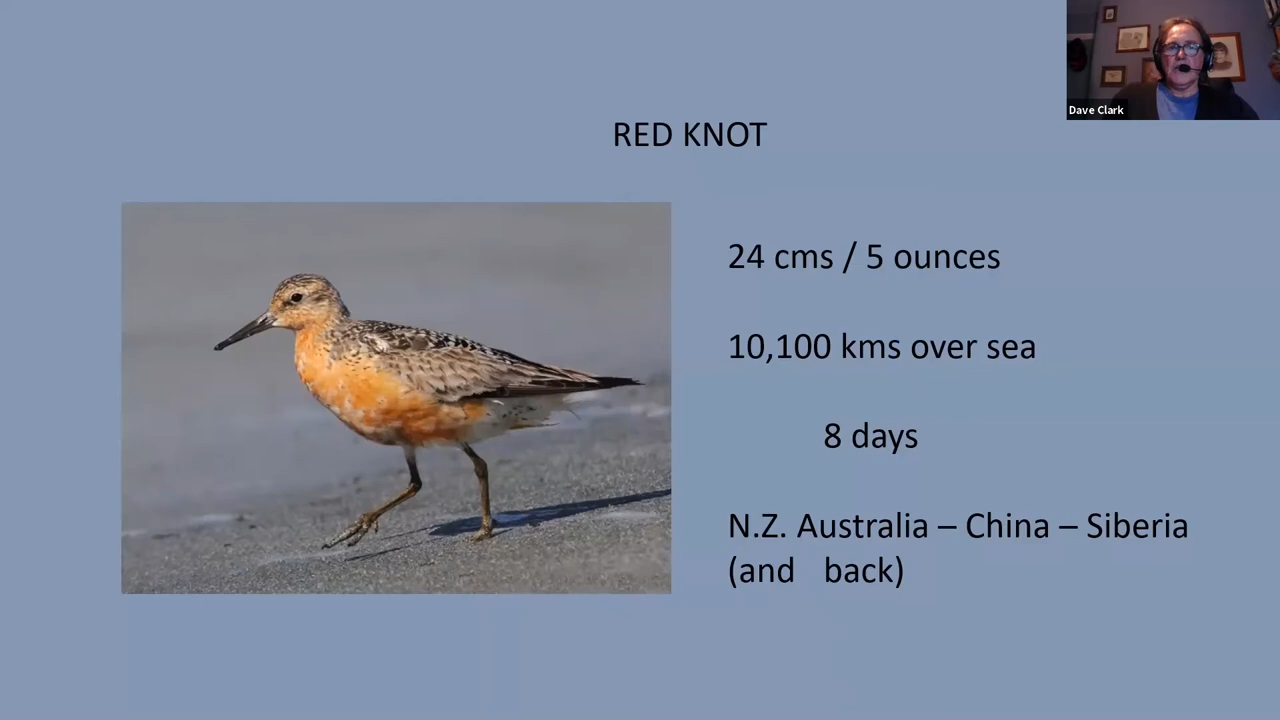 Dave Clark
RED KNOT
24 cms / 5 ounces
10,100 kms over sea
8 days
N.Z. Australia – China – Siberia
(and back)